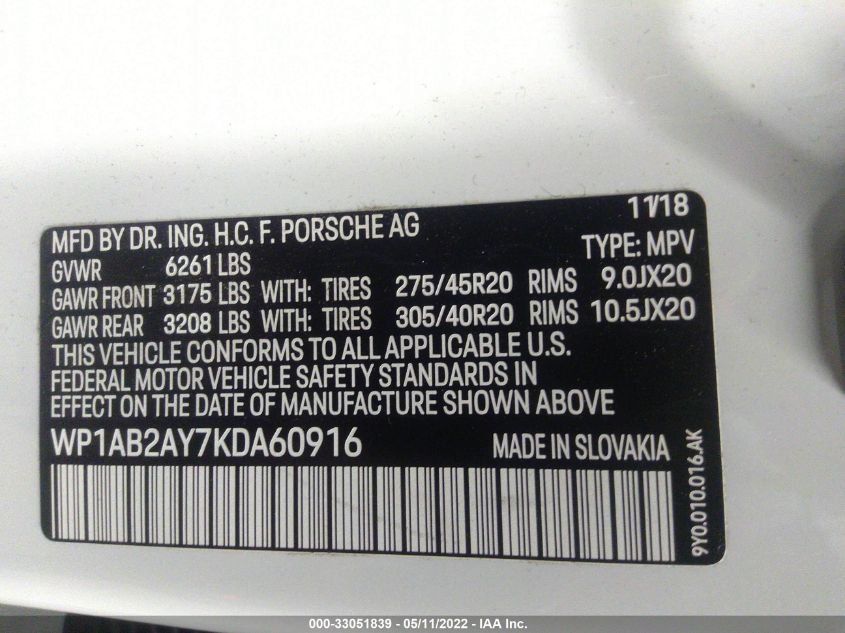 MFD BY DR. ING. H.C. F. PORSCHE AG 11/18
GVWR 6261 LBS TYPE: MPV
GAWR FRONT 3175 LBS WITH: TIRES 275/45R20 RIMS 9.0JX20
GAWR REAR 3208 LBS WITH: TIRES 305/40R20 RIMS 10.5JX20
THIS VEHICLE CONFORMS TO ALL APPLICABLE U.S.
FEDERAL MOTOR VEHICLE SAFETY STANDARDS IN
EFFECT ON THE DATE OF MANUFACTURE SHOWN ABOVE
WP1AB2AY7KDA60916 MADE IN SLOVAKIA
9Y0.010.016.AK
000-33051839 - 05/11/2022 - IAA Inc.